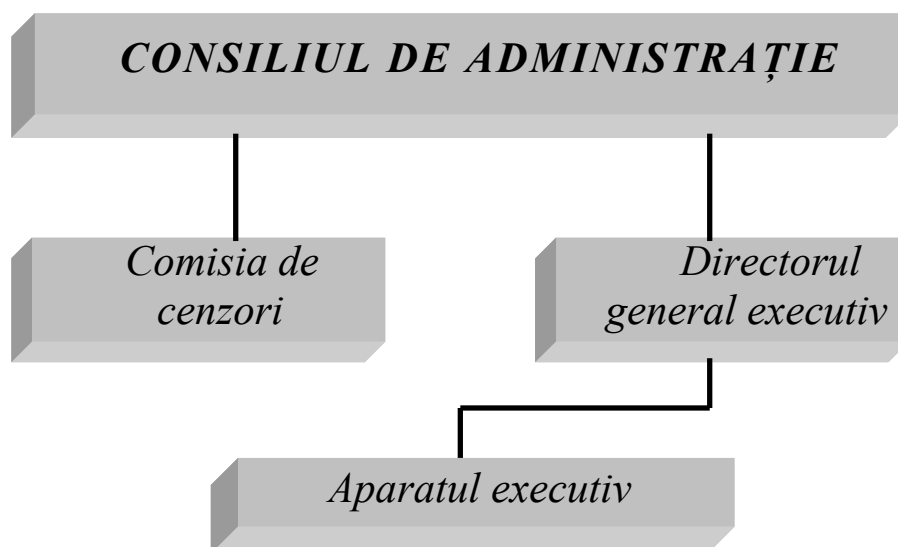 CONSILIUL DE ADMINISTRAȚIE
Comisia de
cenzori
Directorul
general executiv
Aparatul executiv